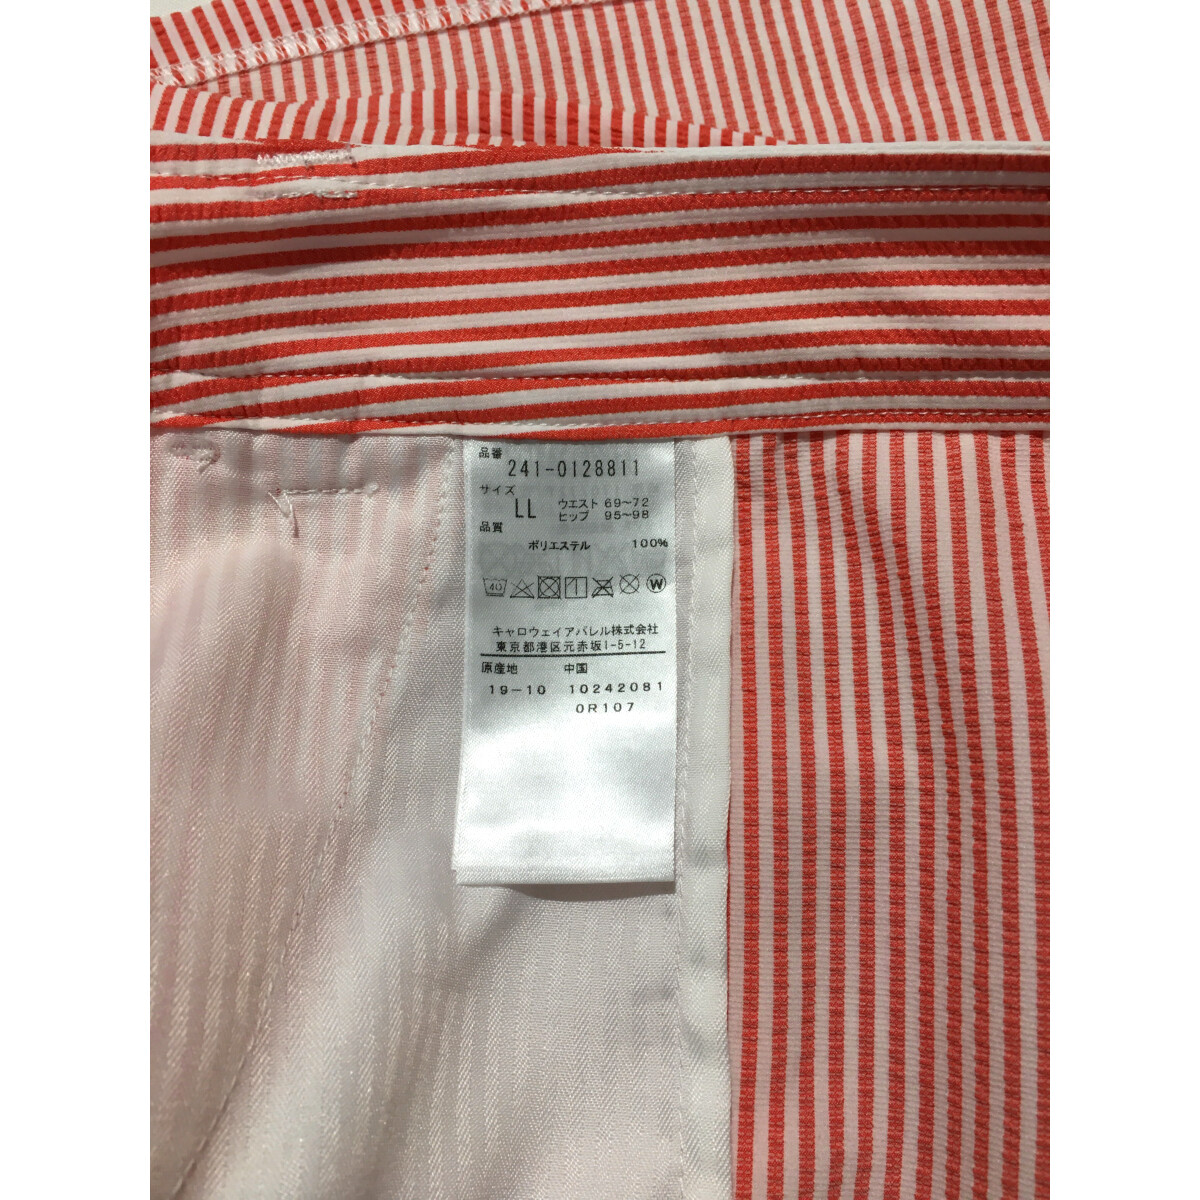 品番
241-0128811
サイズ
LL ウエスト 69~72
ヒップ 95~98
品質
ポリエステル 100%
40 W
キャロウェイアパレル株式会社
東京都港区元赤坂1-5-12
原産地 中国
19-10 10242081
0R107